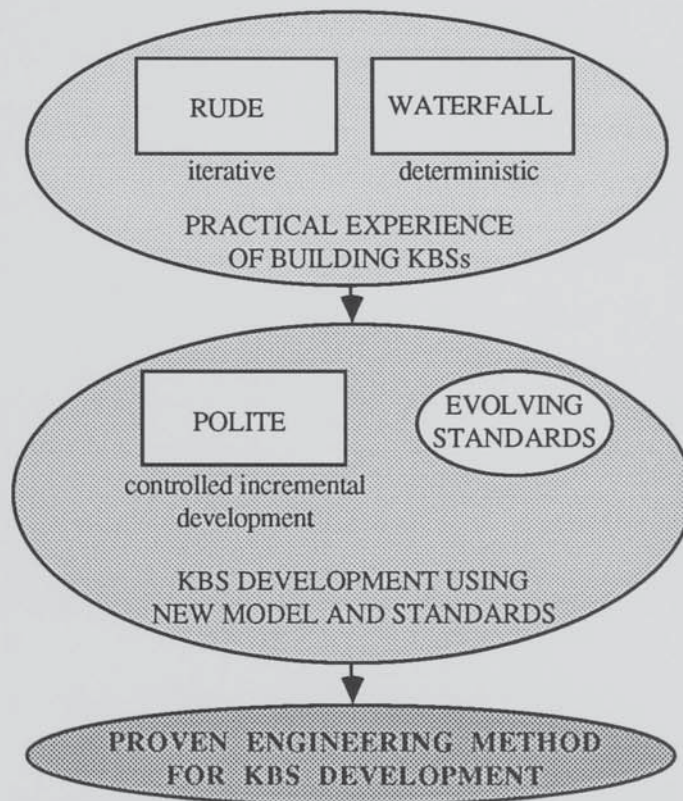 RUDE
WATERFALL
iterative
deterministic
PRACTICAL EXPERIENCE
OF BUILDING KBSs
POLITE
EVOLVING
STANDARDS
controlled incremental
development
KBS DEVELOPMENT USING
NEW MODEL AND STANDARDS
PROVEN ENGINEERING METHOD
FOR KBS DEVELOPMENT